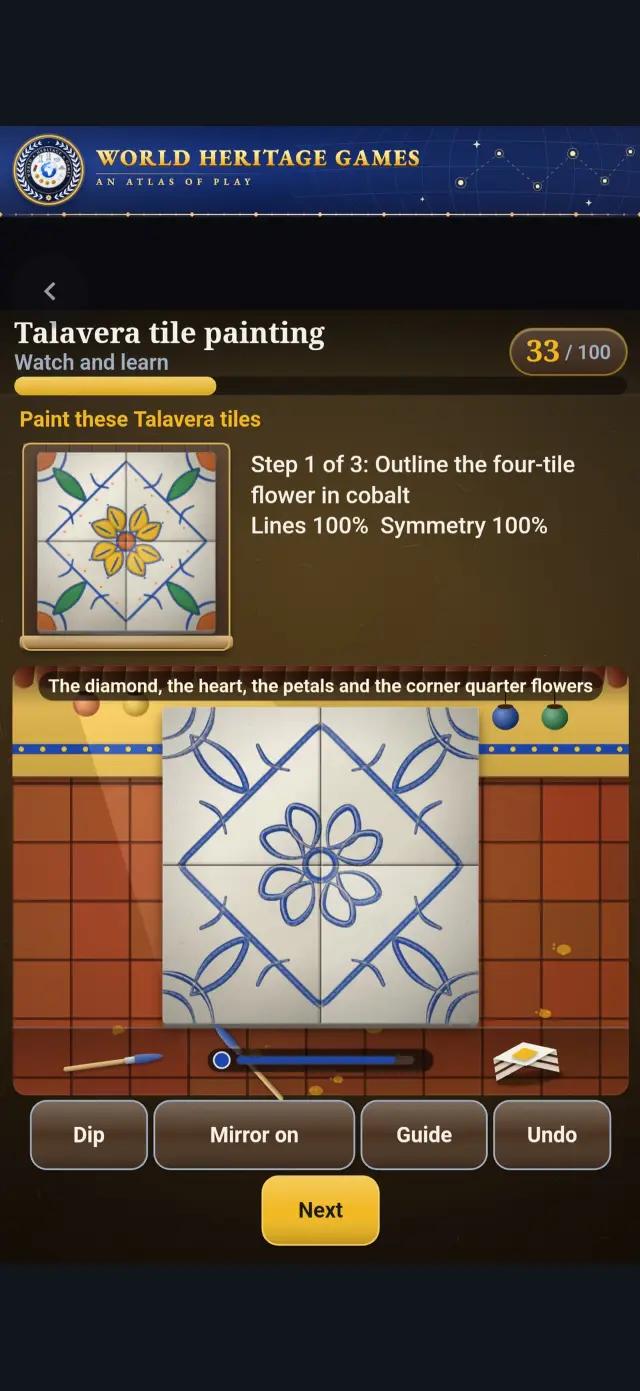 WORLD HERITAGE GAMES
AN ATLAS OF PLAY
Talavera tile painting
Watch and learn
33 / 100
Paint these Talavera tiles
Step 1 of 3: Outline the four-tile
flower in cobalt
Lines 100%  Symmetry 100%
The diamond, the heart, the petals and the corner quarter flowers
Dip
Mirror on
Guide
Undo
Next